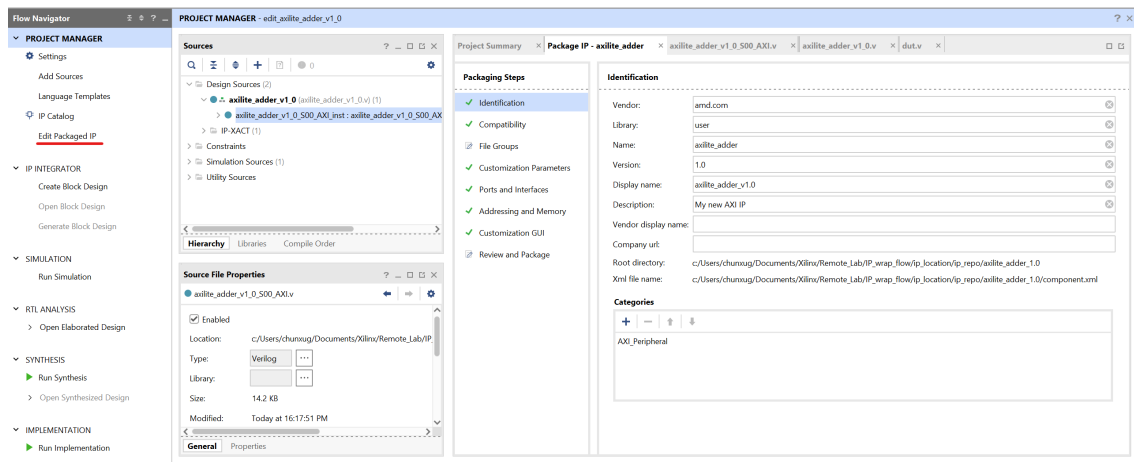 Flow Navigator
PROJECT MANAGER - edit_axilite_adder_v1_0
PROJECT MANAGER
Settings
Add Sources
Language Templates
IP Catalog
Edit Packaged IP
IP INTEGRATOR
Create Block Design
Open Block Design
Generate Block Design
SIMULATION
Run Simulation
RTL ANALYSIS
Open Elaborated Design
SYNTHESIS
Run Synthesis
Open Synthesized Design
IMPLEMENTATION
Run Implementation
Sources
0
Design Sources (2)
axilite_adder_v1_0 (axilite_adder_v1_0.v) (1)
axilite_adder_v1_0_S00_AXI_inst : axilite_adder_v1_0_S00_AX
IP-XACT (1)
Constraints
Simulation Sources (1)
Utility Sources
Hierarchy Libraries Compile Order
Source File Properties
axilite_adder_v1_0_S00_AXI.v
Enabled
Location: c:/Users/chunxug/Documents/Xilinx/Remote_Lab/IP_
Type: Verilog
Library:
Size: 14.2 KB
Modified: Today at 16:17:51 PM
General Properties
Project Summary Package IP - axilite_adder axilite_adder_v1_0_S00_AXI.v axilite_adder_v1_0.v dut.v
Packaging Steps
Identification
Compatibility
File Groups
Customization Parameters
Ports and Interfaces
Addressing and Memory
Customization GUI
Review and Package
Identification
Vendor: amd.com
Library: user
Name: axilite_adder
Version: 1.0
Display name: axilite_adder_v1.0
Description: My new AXI IP
Vendor display name:
Company url:
Root directory: c:/Users/chunxug/Documents/Xilinx/Remote_Lab/IP_wrap_flow/ip_location/ip_repo/axilite_adder_1.0
Xml file name: c:/Users/chunxug/Documents/Xilinx/Remote_Lab/IP_wrap_flow/ip_location/ip_repo/axilite_adder_1.0/component.xml
Categories
AXI_Peripheral